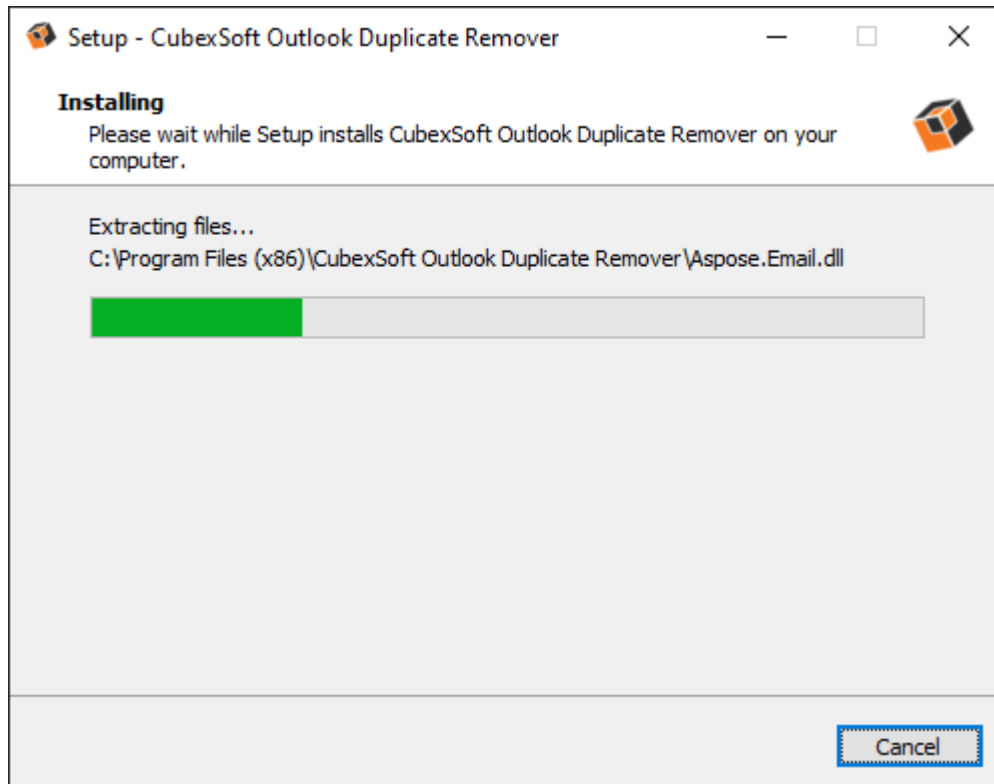 Setup - CubexSoft Outlook Duplicate Remover
Installing
Please wait while Setup installs CubexSoft Outlook Duplicate Remover on your
computer.
Extracting files...
C:\Program Files (x86)\CubexSoft Outlook Duplicate Remover\Aspose.Email.dll
Cancel